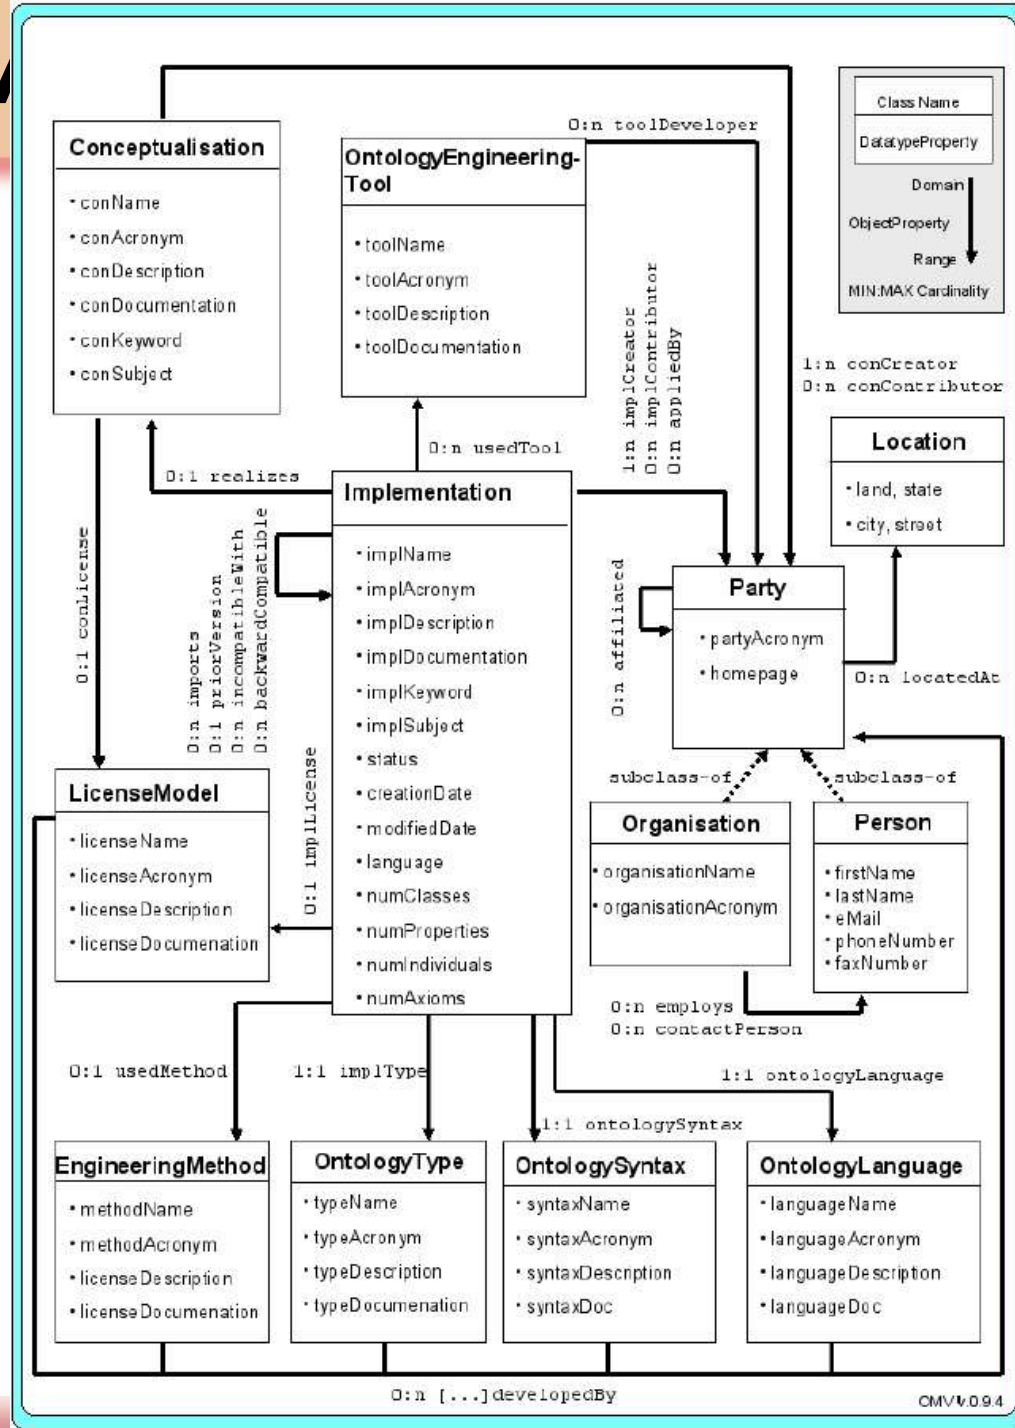 Class Name
DatatypeProperty
Domain
ObjectProperty
Range
MIN:MAX Cardinality
0:n toolDeveloper
Conceptualisation
• conName
• conAcronym
• conDescription
• conDocumentation
• conKeyword
• conSubject
OntologyEngineering-
Tool
• toolName
• toolAcronym
• toolDescription
• toolDocumentation
1:n implCreator
0:n implContributor
0:n appliedBy
1:n conCreator
0:n conContributor
Location
• land, state
• city, street
0:n usedTool
0:1 realizes
Implementation
• implName
• implAcronym
• implDescription
• implDocumentation
• implKeyword
• implSubject
• status
• creationDate
• modifiedDate
• language
• numClasses
• numProperties
• numIndividuals
• numAxioms
0:1 conLicense
0:n imports
0:1 priorVersion
0:n incompatibleWith
0:n backwardCompatible
0:n affiliated
Party
• partyAcronym
• homepage
0:n locatedAt
subclass-of
subclass-of
LicenseModel
• licenseName
• licenseAcronym
• licenseDescription
• licenseDocumenation
0:1 implLicense
Organisation
• organisationName
• organisationAcronym
Person
• firstName
• lastName
• eMail
• phoneNumber
• faxNumber
0:n employs
0:n contactPerson
0:1 usedMethod
1:1 implType
1:1 ontologyLanguage
1:1 ontologySyntax
EngineeringMethod
• methodName
• methodAcronym
• licenseDescription
• licenseDocumenation
OntologyType
• typeName
• typeAcronym
• typeDescription
• typeDocumenation
OntologySyntax
• syntaxName
• syntaxAcronym
• syntaxDescription
• syntaxDoc
OntologyLanguage
• languageName
• languageAcronym
• languageDescription
• languageDoc
0:n [...]developedBy